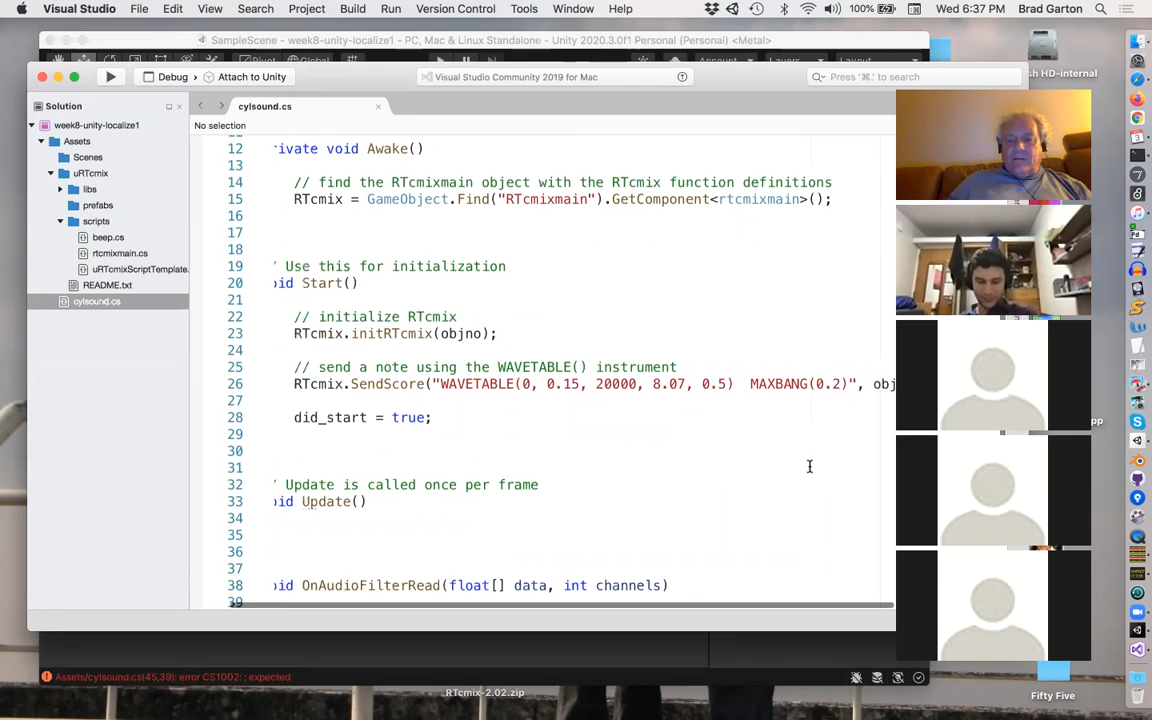 Visual Studio File Edit View Search Project Build Run Version Control Tools Window Help 100% Wed 6:37 PM Brad Garton
SampleScene - week8-unity-localize1 - PC, Mac & Linux Standalone - Unity 2020.3.0f1 Personal (Personal) <Metal>
Debug › Attach to Unity
Visual Studio Community 2019 for Mac
Press '⌘.' to search
Solution
cylsound.cs
No selection
week8-unity-localize1
Assets
Scenes
uRTcmix
libs
prefabs
scripts
beep.cs
rtcmixmain.cs
uRTcmixScriptTemplate.
README.txt
cylsound.cs
12 rivate void Awake()
13
14 // find the RTcmixmain object with the RTcmix function definitions
15 RTcmix = GameObject.Find("RTcmixmain").GetComponent<rtcmixmain>();
16
17
18
19 / Use this for initialization
20 oid Start()
21
22 // initialize RTcmix
23 RTcmix.initRTcmix(objno);
24
25 // send a note using the WAVETABLE() instrument
26 RTcmix.SendScore("WAVETABLE(0, 0.15, 20000, 8.07, 0.5)  MAXBANG(0.2)", obj
27
28 did_start = true;
29
30
31
32 / Update is called once per frame
33 oid Update()
34
35
36
37
38 oid OnAudioFilterRead(float[] data, int channels)
39
Assets/cylsound.cs(45,39): error CS1002: ; expected
RTcmix-2.02.zip
sh HD-internal
pp
Fifty Five